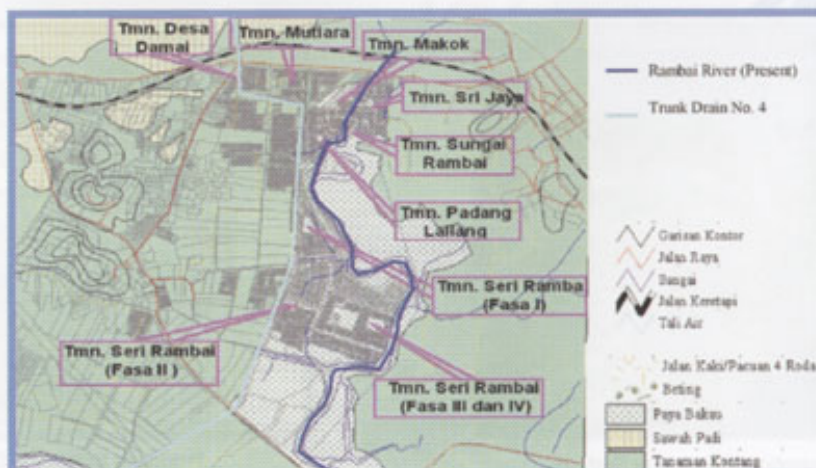 Tmn. Desa
Damai
Tmn. Mutiara
Tmn. Makok
Tmn. Sri Jaya
Tmn. Sungai
Rambai
Tmn. Padang
Lallang
Tmn. Seri Ramba
(Fasa I)
Tmn. Seri Rambai
(Fasa II )
Tmn. Seri Rambai
(Fasa III dan IV)
Rambai River (Present)
Trunk Drain No. 4
Garisan Kontor
Jalan Raya
Sungai
Jalan Keretapi
Tali Air
Jalan Kaki/Pacuan 4 Roda
Beting
Paya Bakau
Sawah Padi
Tanaman Kontang